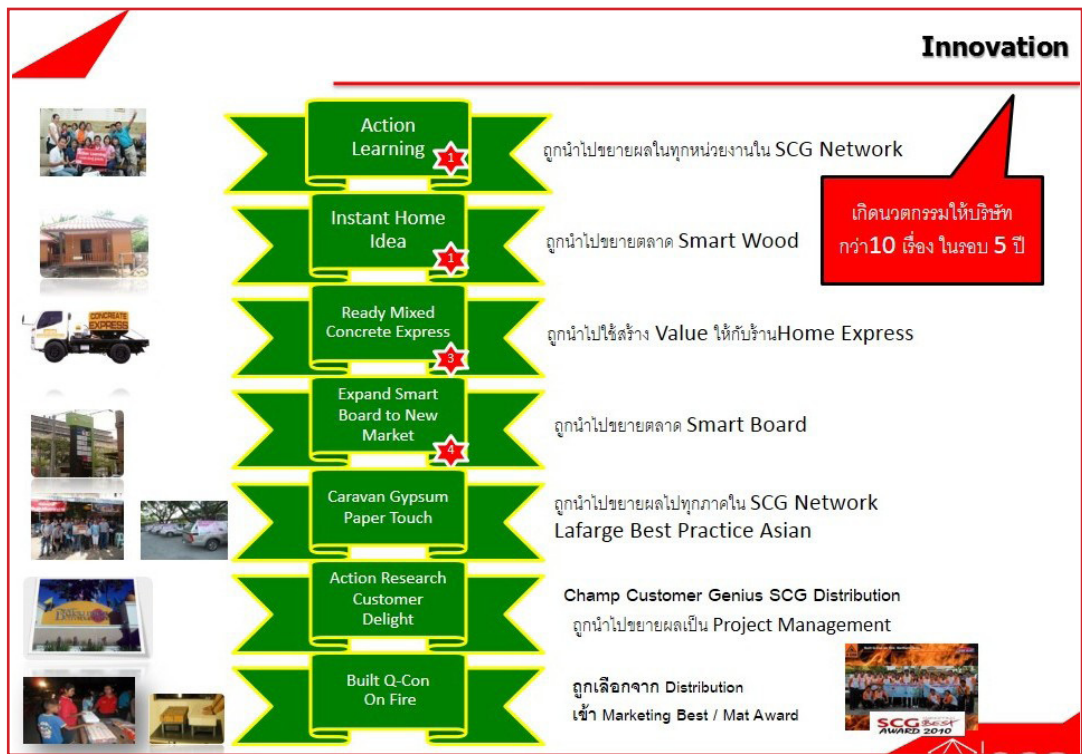 Innovation
Action
Learning
1
ถูกนำไปขยายผลในทุกหน่วยงานใน SCG Network
เกิดนวตกรรมให้บริษัท
กว่า10 เรื่อง ในรอบ 5 ปี
Instant Home
Idea
1
ถูกนำไปขยายตลาด Smart Wood
CONCREATE
EXPRESS
Ready Mixed
Concrete Express
3
ถูกนำไปใช้สร้าง Value ให้กับร้านHome Express
Expand Smart
Board to New
Market
4
ถูกนำไปขยายตลาด Smart Board
Caravan Gypsum
Paper Touch
ถูกนำไปขยายผลไปทุกภาคใน SCG Network
Lafarge Best Practice Asian
Action Research
Customer
Delight
Champ Customer Genius SCG Distribution
ถูกนำไปขยายผลเป็น Project Management
Built Q-Con
On Fire
ถูกเลือกจาก Distribution
เข้า Marketing Best / Mat Award
SCG BEST
AWARD 2010